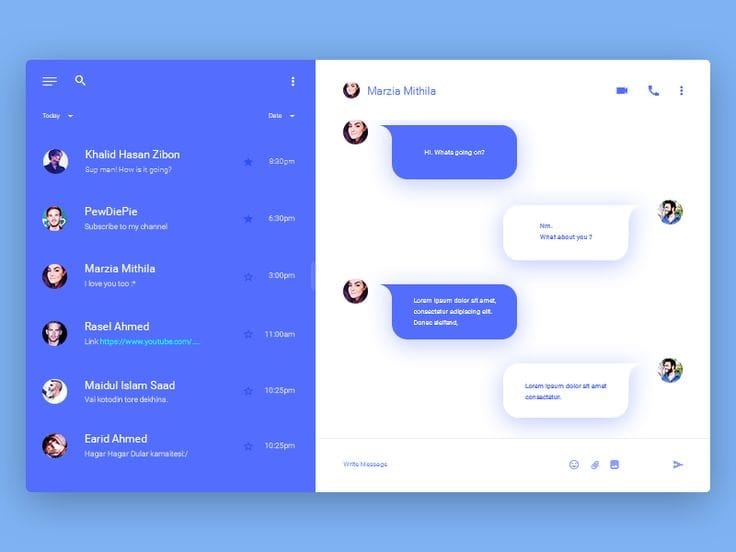 Today
Date
Khalid Hasan Zibon
Sup man! How is it going?
8:30pm
PewDiePie
Subscribe to my channel
6:30pm
Marzia Mithila
I love you too :*
3:00pm
Rasel Ahmed
Link https://www.youtube.com/....
11:00am
Maidul Islam Saad
Vai kotodin tore dekhina.
10:25pm
Earid Ahmed
Hagar Hagar Dular kamaitesi:/
10:25pm
Marzia Mithila
Hi. Whats going on?
Nm.
What about you ?
Lorem ipsum dolor sit amet,
consectetur adipiscing elit.
Donec eleifend,
Lorem ipsum dolor sit amet
consectetur.
Write Message